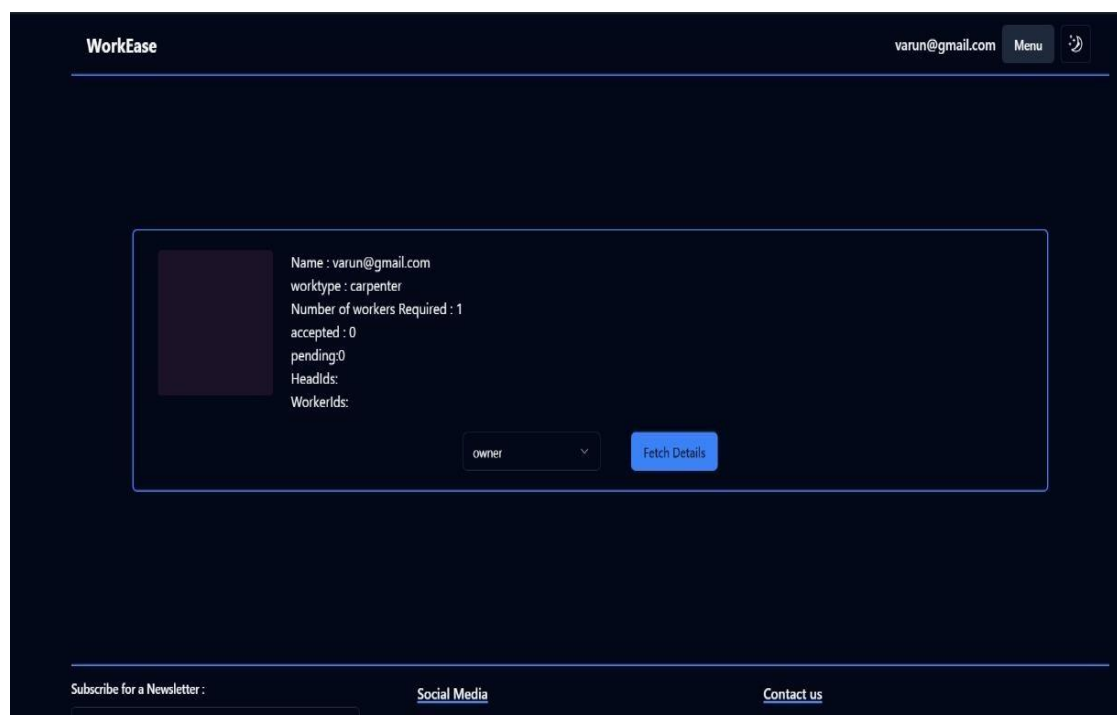 WorkEase
varun@gmail.com Menu
Name : varun@gmail.com
worktype : carpenter
Number of workers Required : 1
accepted : 0
pending:0
HeadIds:
WorkerIds:
owner
Fetch Details
Subscribe for a Newsletter :
Social Media
Contact us